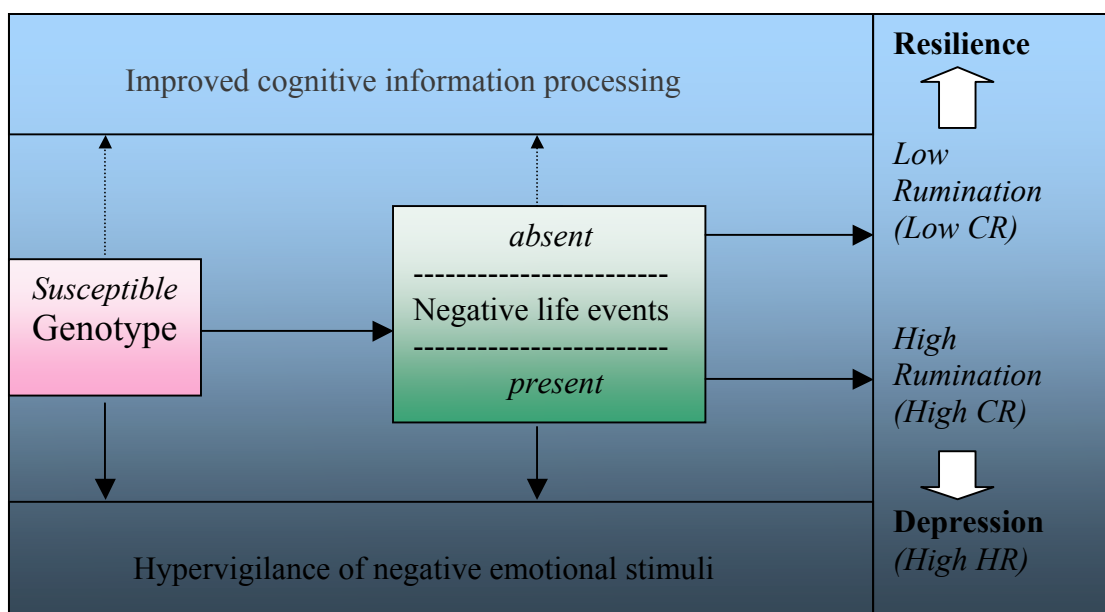 Improved cognitive information processing
Susceptible
Genotype
absent
------------------------
Negative life events
------------------------
present
Hypervigilance of negative emotional stimuli
Resilience
Low
Rumination
(Low CR)
High
Rumination
(High CR)
Depression
(High HR)